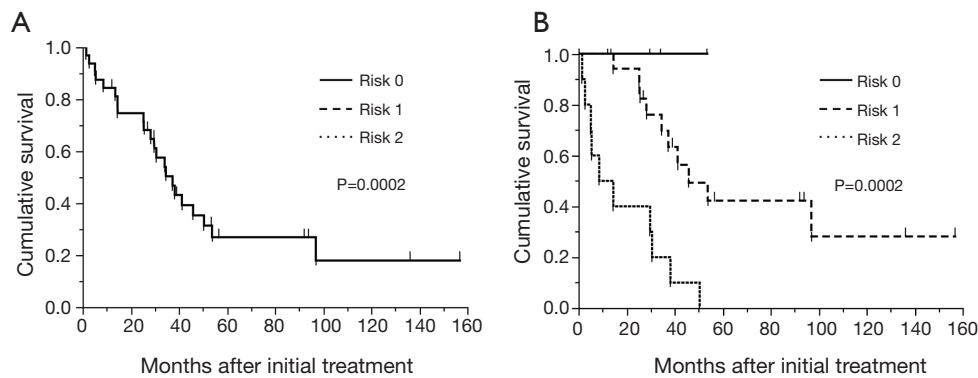 A
Cumulative survival
1.0
0.8
0.6
0.4
0.2
0.0
Risk 0
Risk 1
Risk 2
P=0.0002
0 20 40 60 80 100 120 140 160
Months after initial treatment
B
Cumulative survival
1.0
0.8
0.6
0.4
0.2
0.0
Risk 0
Risk 1
Risk 2
P=0.0002
0 20 40 60 80 100 120 140 160
Months after initial treatment